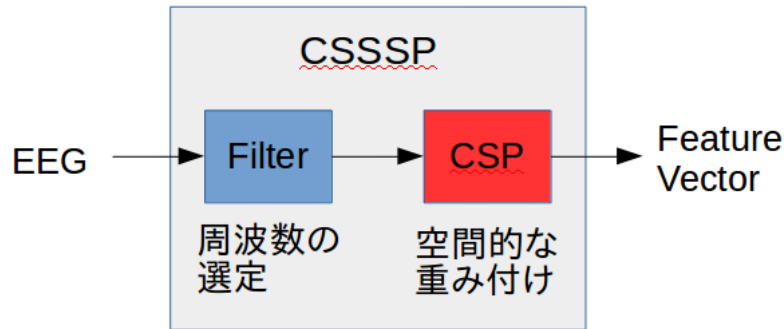 CSSSP
EEG
Filter
CSP
Feature
Vector
周波数の
選定
空間的な
重み付け